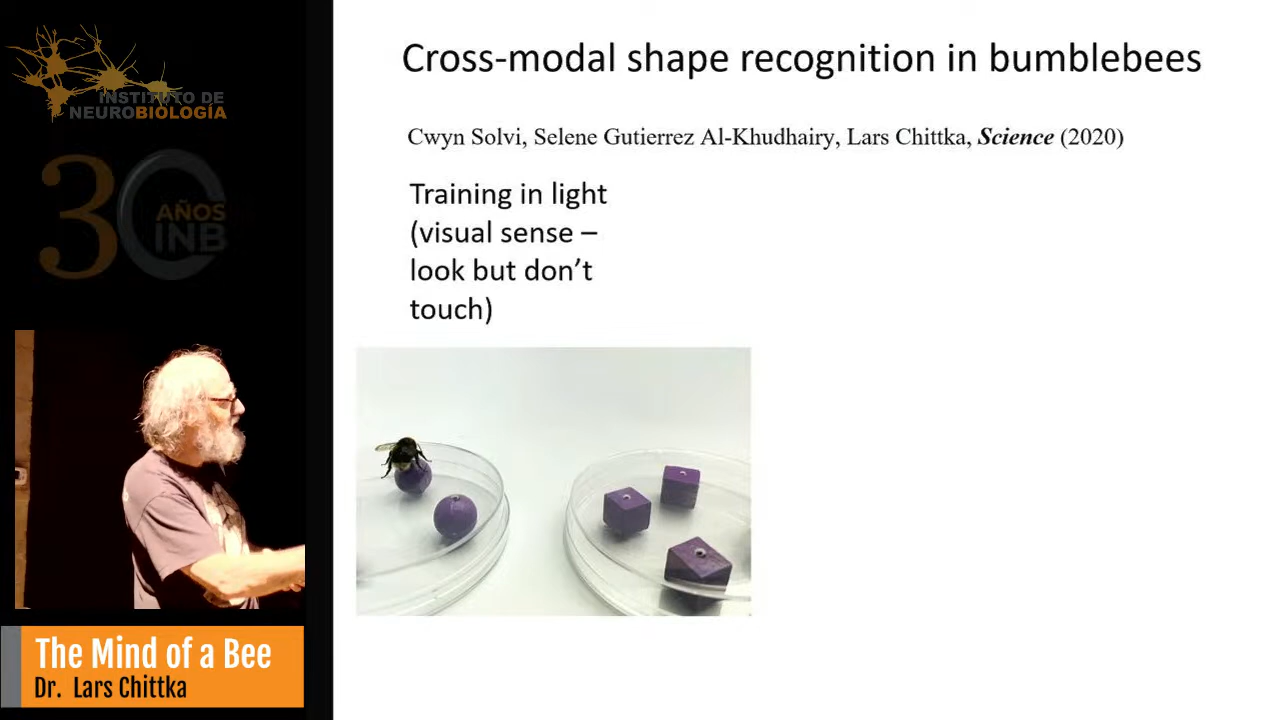 INSTITUTO DE
NEUROBIOLOGÍA
30
AÑOS
INB
Cross-modal shape recognition in bumblebees
Cwyn Solvi, Selene Gutierrez Al-Khudhairy, Lars Chittka, Science (2020)
Training in light
(visual sense –
look but don’t
touch)
The Mind of a Bee
Dr. Lars Chittka